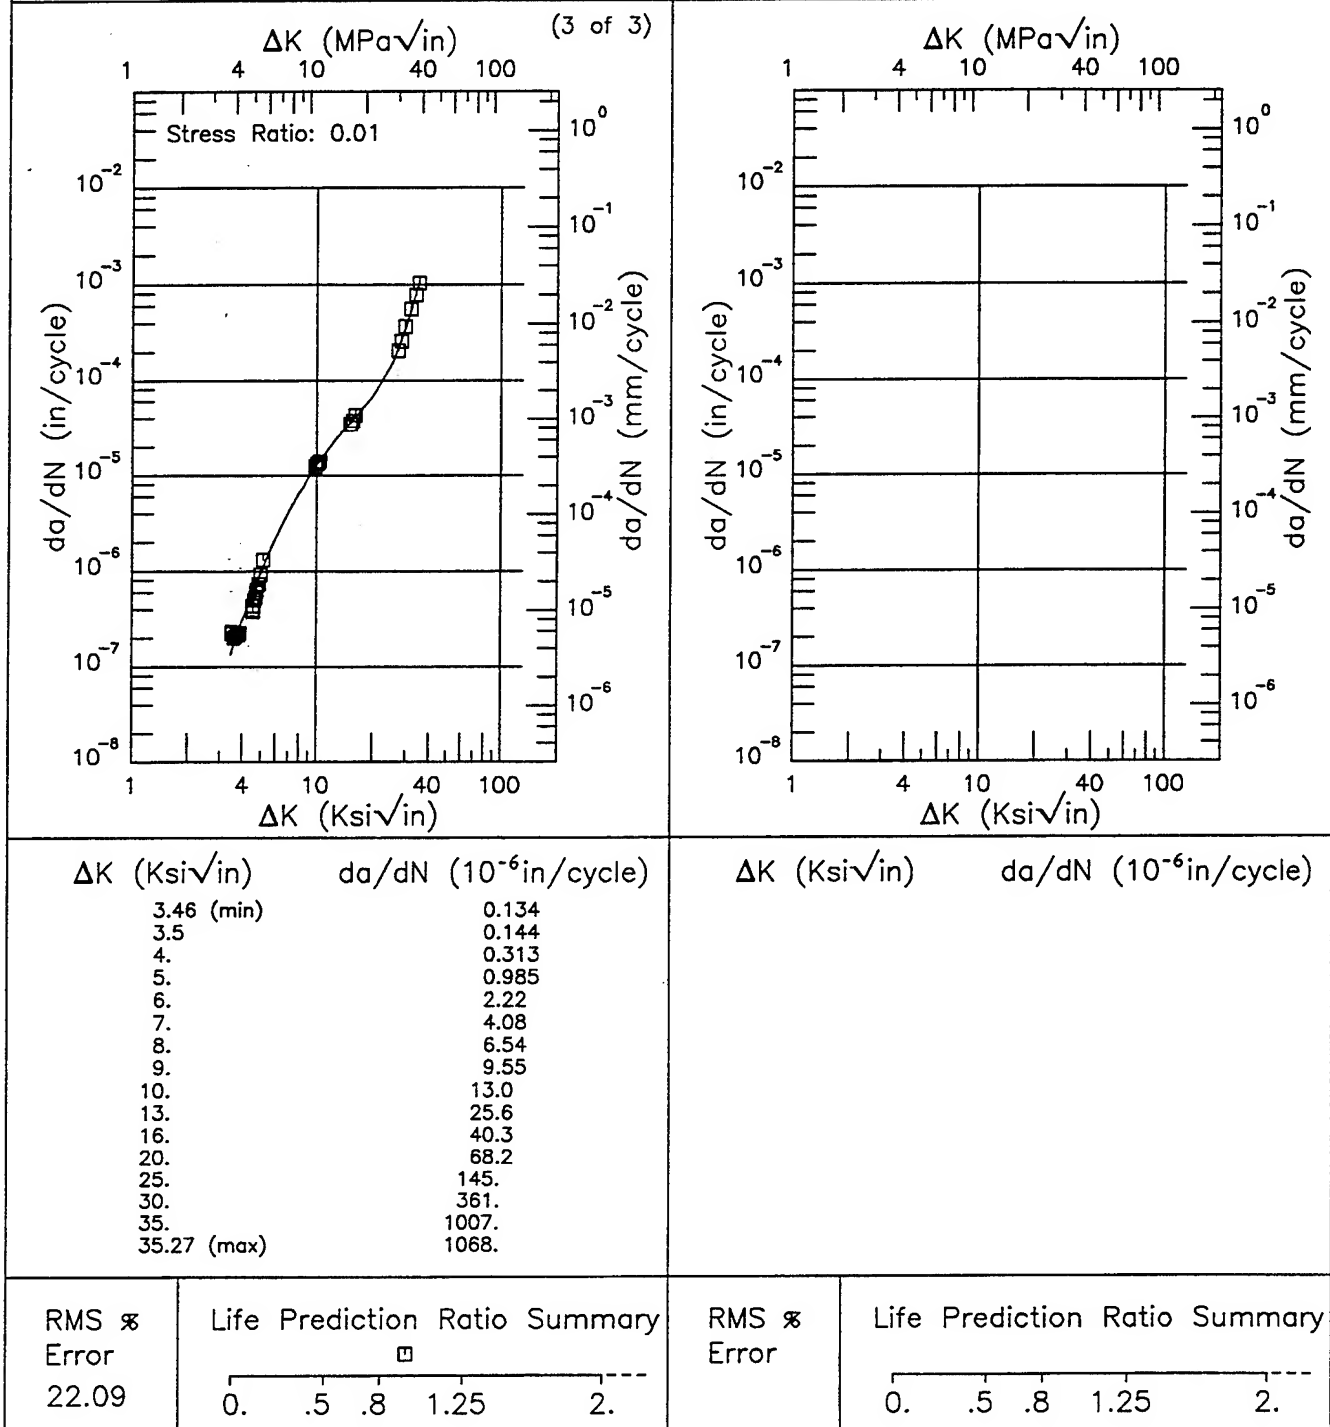 (3 of 3)
ΔK (MPa√in)
1 4 10 40 100
Stress Ratio: 0.01
10⁰
10⁻²
10⁻¹
10⁻³
10⁻²
10⁻⁴
10⁻³
10⁻⁵
10⁻⁴
10⁻⁶
10⁻⁵
10⁻⁷
10⁻⁶
10⁻⁸
da/dN (in/cycle)
da/dN (mm/cycle)
1 4 10 40 100
ΔK (Ksi√in)
ΔK (MPa√in)
1 4 10 40 100
10⁰
10⁻²
10⁻¹
10⁻³
10⁻²
10⁻⁴
10⁻³
10⁻⁵
10⁻⁴
10⁻⁶
10⁻⁵
10⁻⁷
10⁻⁶
10⁻⁸
da/dN (in/cycle)
da/dN (mm/cycle)
1 4 10 40 100
ΔK (Ksi√in)
ΔK (Ksi√in) da/dN (10⁻⁶in/cycle)
3.46 (min) 0.134
3.5 0.144
4. 0.313
5. 0.985
6. 2.22
7. 4.08
8. 6.54
9. 9.55
10. 13.0
13. 25.6
16. 40.3
20. 68.2
25. 145.
30. 361.
35. 1007.
35.27 (max) 1068.
ΔK (Ksi√in) da/dN (10⁻⁶in/cycle)
RMS %
Error
22.09
Life Prediction Ratio Summary
0. .5 .8 1.25 2.
RMS %
Error
Life Prediction Ratio Summary
0. .5 .8 1.25 2.